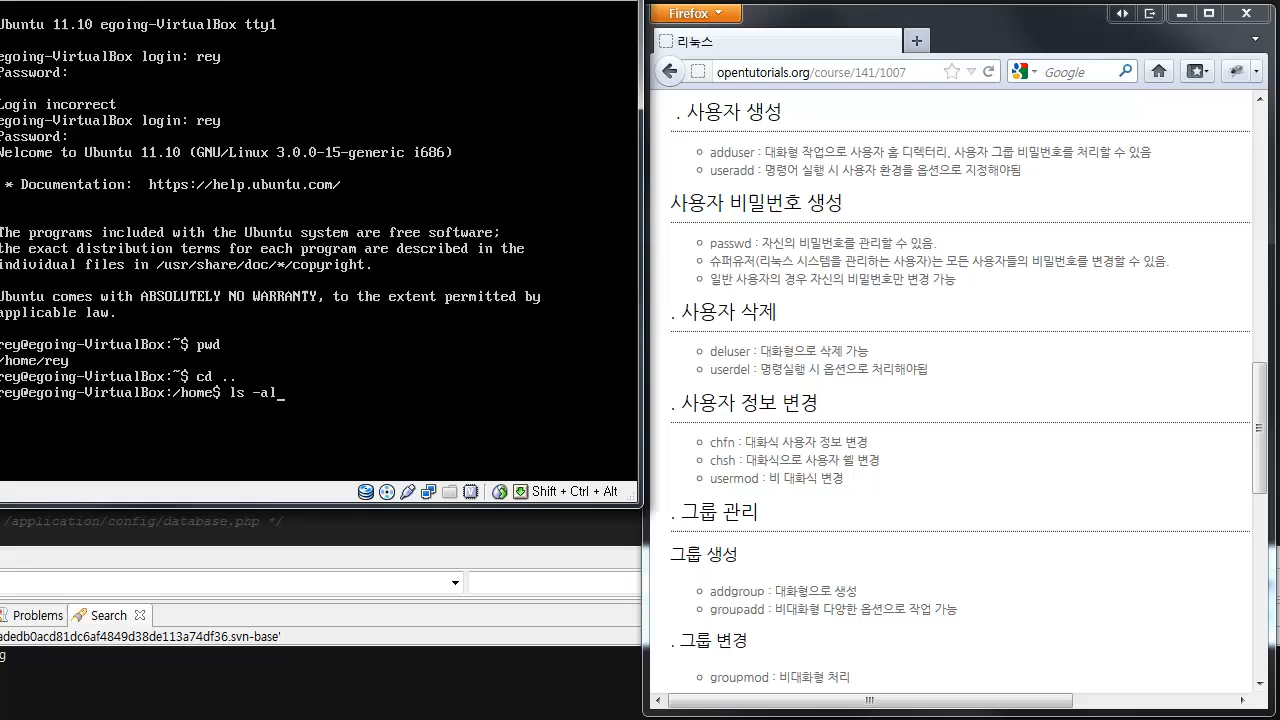 Ubuntu 11.10 egoing-VirtualBox tty1
egoing-VirtualBox login: rey
Password:
Login incorrect
egoing-VirtualBox login: rey
Password:
Welcome to Ubuntu 11.10 (GNU/Linux 3.0.0-15-generic i686)
* Documentation:  https://help.ubuntu.com/
The programs included with the Ubuntu system are free software;
the exact distribution terms for each program are described in the
individual files in /usr/share/doc/*/copyright.
Ubuntu comes with ABSOLUTELY NO WARRANTY, to the extent permitted by
applicable law.
rey@egoing-VirtualBox:~$ pwd
/home/rey
rey@egoing-VirtualBox:~$ cd ..
rey@egoing-VirtualBox:/home$ ls -al_
Shift + Ctrl + Alt
/application/config/database.php */
Problems
Search
adedb0acd81dc6af4849d38de113a74df36.svn-base'
g
Firefox
리눅스
opentutorials.org/course/141/1007
Google
. 사용자 생성
adduser : 대화형 작업으로 사용자 홈 디렉터리, 사용자 그룹 비밀번호를 처리할 수 있음
useradd : 명령어 실행 시 사용자 환경을 옵션으로 지정해야됨
사용자 비밀번호 생성
passwd : 자신의 비밀번호를 관리할 수 있음.
슈퍼유저(리눅스 시스템을 관리하는 사용자)는 모든 사용자들의 비밀번호를 변경할 수 있음.
일반 사용자의 경우 자신의 비밀번호만 변경 가능
. 사용자 삭제
deluser : 대화형으로 삭제 가능
userdel : 명령실행 시 옵션으로 처리해야됩
. 사용자 정보 변경
chfn : 대화식 사용자 정보 변경
chsh : 대화식으로 사용자 쉘 변경
usermod : 비 대화식 변경
. 그룹 관리
그룹 생성
addgroup : 대화형으로 생성
groupadd : 비대화형 다양한 옵션으로 작업 가능
. 그룹 변경
groupmod : 비대화형 처리